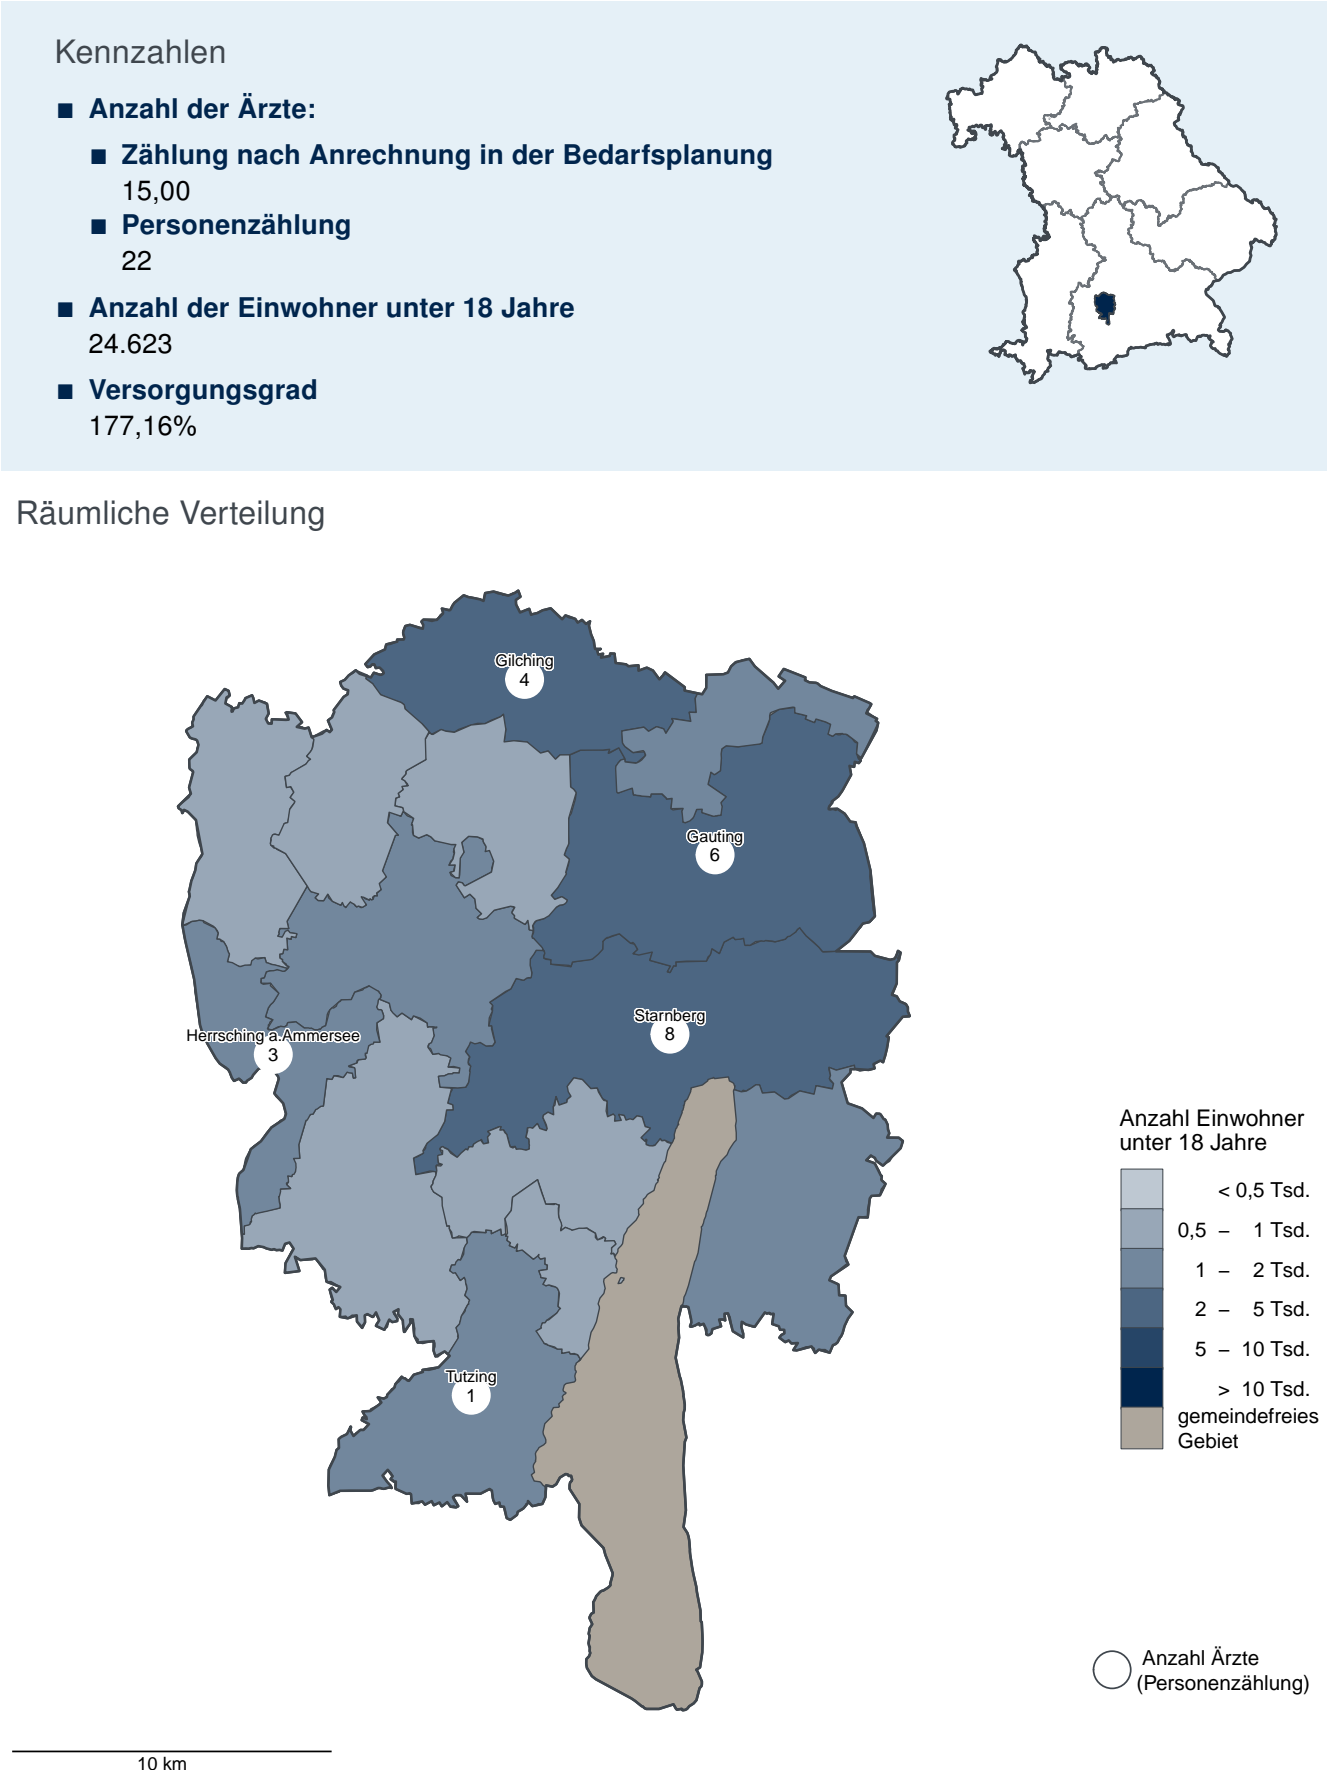 Kennzahlen
■ Anzahl der Ärzte:
■ Zählung nach Anrechnung in der Bedarfsplanung
15,00
■ Personenzählung
22
■ Anzahl der Einwohner unter 18 Jahre
24.623
■ Versorgungsgrad
177,16%
Räumliche Verteilung
Gilching
4
Gauting
6
Starnberg
8
Herrsching a.Ammersee
3
Tutzing
1
Anzahl Einwohner
unter 18 Jahre
< 0,5 Tsd.
0,5 – 1 Tsd.
1 – 2 Tsd.
2 – 5 Tsd.
5 – 10 Tsd.
> 10 Tsd.
gemeindefreies
Gebiet
Anzahl Ärzte
(Personenzählung)
10 km